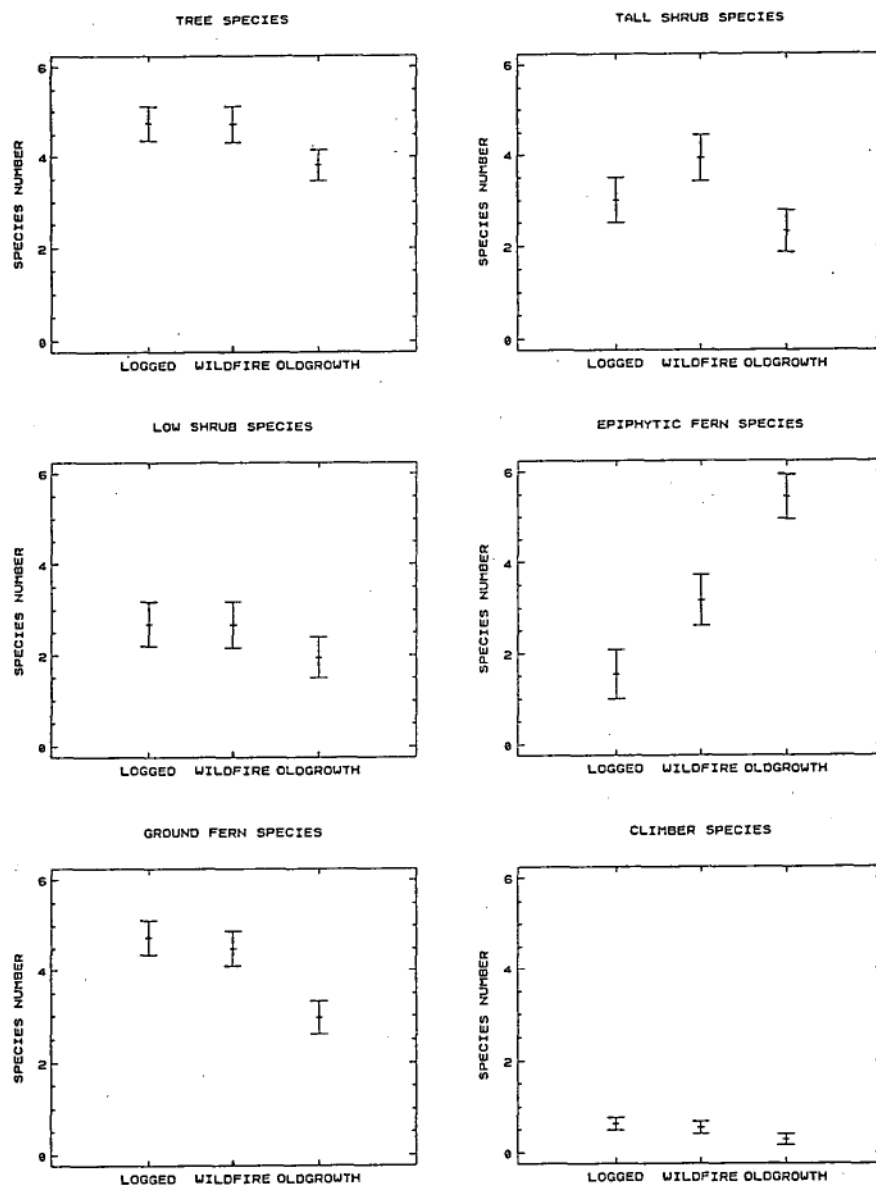 TREE SPECIES
SPECIES NUMBER
6
4
2
0
LOGGED WILDFIRE OLDGROWTH
TALL SHRUB SPECIES
SPECIES NUMBER
6
4
2
0
LOGGED WILDFIRE OLDGROWTH
LOW SHRUB SPECIES
SPECIES NUMBER
6
4
2
0
LOGGED WILDFIRE OLDGROWTH
EPIPHYTIC FERN SPECIES
SPECIES NUMBER
6
4
2
0
LOGGED WILDFIRE OLDGROWTH
GROUND FERN SPECIES
SPECIES NUMBER
6
4
2
0
LOGGED WILDFIRE OLDGROWTH
CLIMBER SPECIES
SPECIES NUMBER
6
4
2
0
LOGGED WILDFIRE OLDGROWTH